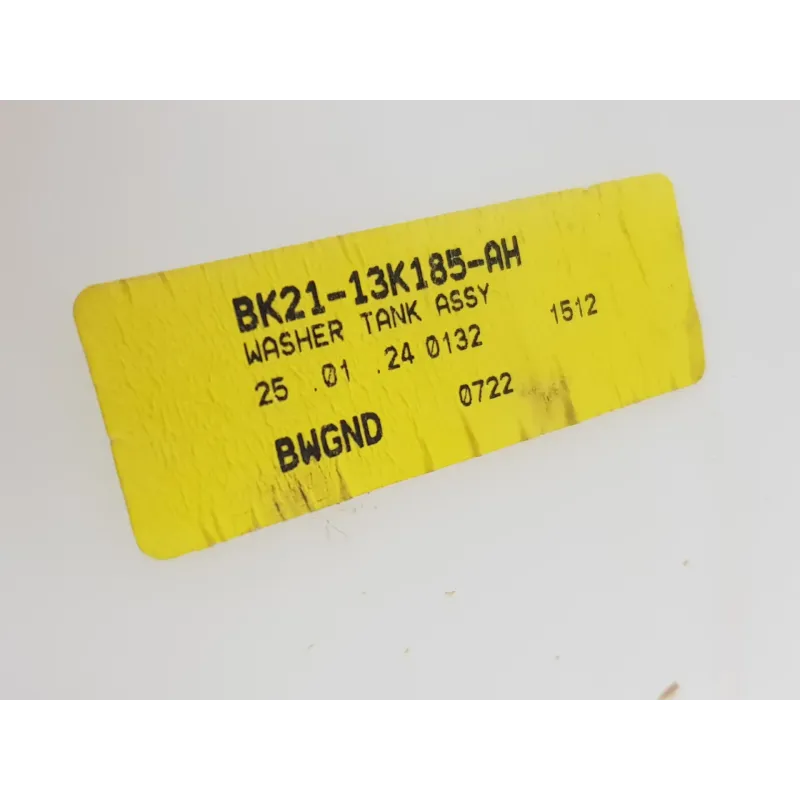 BK21-13K185-AH
WASHER TANK ASSY
25 .01 .24 0132 1512
BWGND 0722